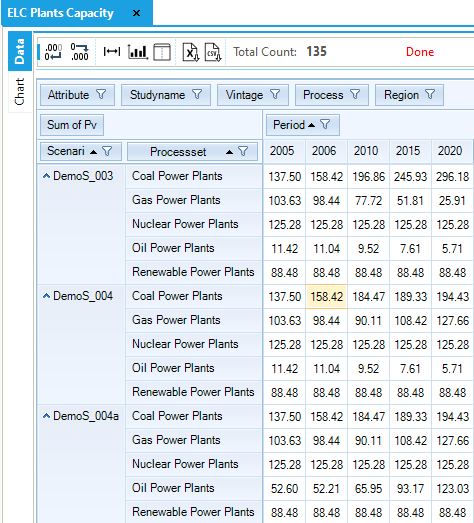 ELC Plants Capacity ×
Data
Chart
.000 0 0 .000 X CSV Total Count: 135 Done
Attribute Studyname Vintage Process Region
Sum of Pv Period
Scenari Processset 2005 2006 2010 2015 2020
DemoS_003 Coal Power Plants 137.50 158.42 196.86 245.93 296.18
Gas Power Plants 103.63 98.44 77.72 51.81 25.91
Nuclear Power Plants 125.28 125.28 125.28 125.28 125.28
Oil Power Plants 11.42 11.04 9.52 7.61 5.71
Renewable Power Plants 88.48 88.48 88.48 88.48 88.48
DemoS_004 Coal Power Plants 137.50 158.42 184.47 189.33 194.43
Gas Power Plants 103.63 98.44 90.11 108.42 127.66
Nuclear Power Plants 125.28 125.28 125.28 125.28 125.28
Oil Power Plants 11.42 11.04 9.52 7.61 5.71
Renewable Power Plants 88.48 88.48 88.48 88.48 88.48
DemoS_004a Coal Power Plants 137.50 158.42 184.47 189.33 194.43
Gas Power Plants 103.63 98.44 90.11 108.42 127.66
Nuclear Power Plants 125.28 125.28 125.28 125.28 125.28
Oil Power Plants 52.60 52.21 65.95 93.17 123.03
Renewable Power Plants 88.48 88.48 88.48 88.48 88.48